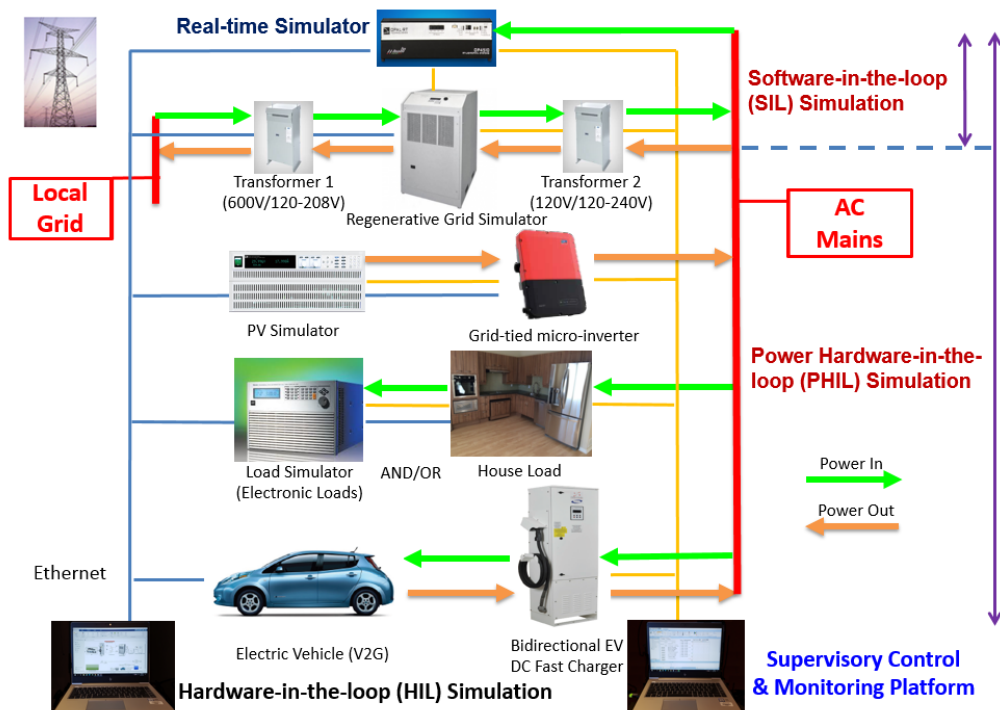 Real-time Simulator
Software-in-the-loop
(SIL) Simulation
Transformer 1
(600V/120-208V)
Regenerative Grid Simulator
Transformer 2
(120V/120-240V)
Local
Grid
AC
Mains
PV Simulator
Grid-tied micro-inverter
Power Hardware-in-the-
loop (PHIL) Simulation
Load Simulator
(Electronic Loads)
AND/OR
House Load
Power In
Power Out
Ethernet
Electric Vehicle (V2G)
Bidirectional EV
DC Fast Charger
Hardware-in-the-loop (HIL) Simulation
Supervisory Control
& Monitoring Platform